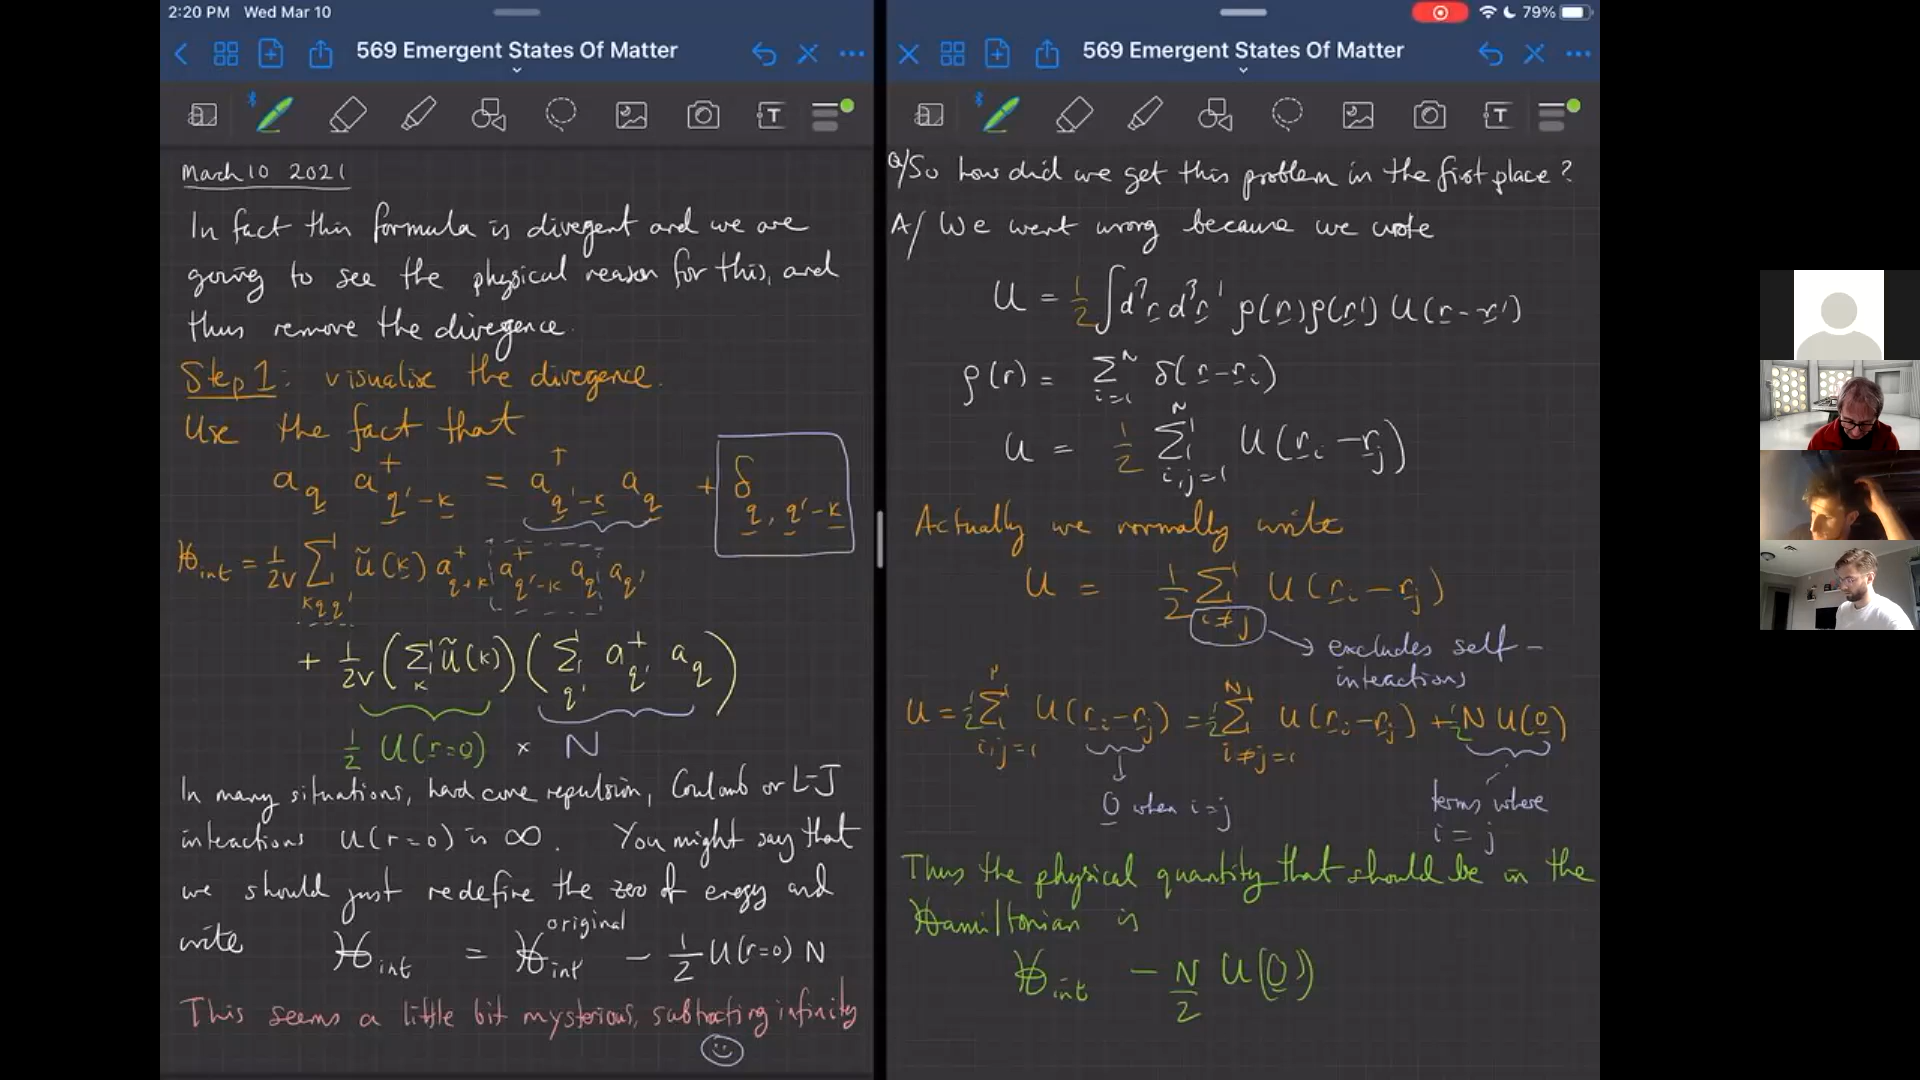 2:20 PM Wed Mar 10
79%
569 Emergent States Of Matter
569 Emergent States Of Matter
March 10 2021
In fact this formula is divergent and we are
going to see the physical reason for this, and
thus remove the divergence.
Step 1: visualise the divergence.
Use the fact that
a_q a†_{q'-k} = a†_{q'-k} a_q + δ_{q, q'-k}
H_int = 1/2V Σ_{kqq'} ũ(k) a†_{q+k} a†_{q'-k} a_q a_{q'}
+ 1/2V (Σ_k ũ(k)) (Σ_{q'} a†_{q'} a_q)
1/2 U(r=0) × N
In many situations, hard core repulsion, Coulomb or L-J
interactions U(r=0) is ∞. You might say that
we should just redefine the zero of energy and
write H_int = H_int^original - 1/2 U(r=0) N
This seems a little bit mysterious, subtracting infinity
☺
Q/ So how did we get this problem in the first place?
A/ We went wrong because we wrote
U = 1/2 ∫d³r d³r' ρ(r)ρ(r') U(r-r')
ρ(r) = Σ_{i=1}^N δ(r-r_i)
U = 1/2 Σ_{i,j=1}^N U(r_i-r_j)
Actually we normally write
U = 1/2 Σ_{i≠j} U(r_i-r_j)
→ excludes self-
interactions
U = 1/2 Σ_{i,j=1}^N U(r_i-r_j) = 1/2 Σ_{i≠j=1}^N U(r_i-r_j) + 1/2 N U(0)
0 when i=j
terms where
i = j
Thus the physical quantity that should be in the
Hamiltonian is
H_int - N/2 U(0)